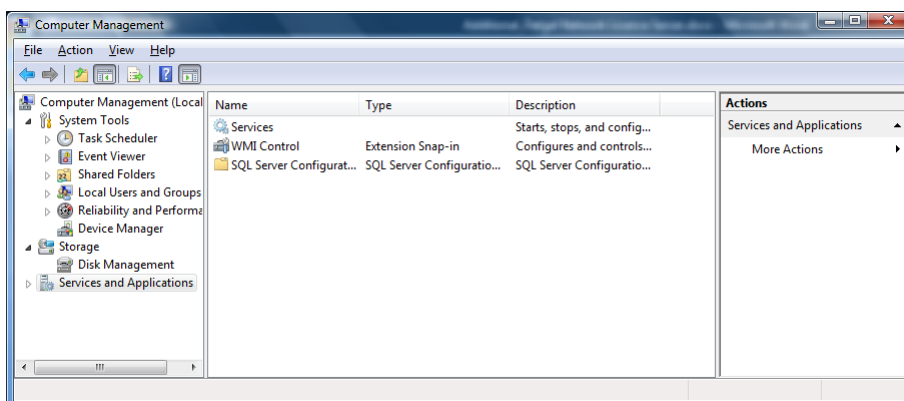 Computer Management
File Action View Help
Computer Management (Local
System Tools
Task Scheduler
Event Viewer
Shared Folders
Local Users and Groups
Reliability and Performa
Device Manager
Storage
Disk Management
Services and Applications
Name Type Description
Services Starts, stops, and config...
WMI Control Extension Snap-in Configures and controls...
SQL Server Configurat... SQL Server Configuratio... SQL Server Configuratio...
Actions
Services and Applications
More Actions